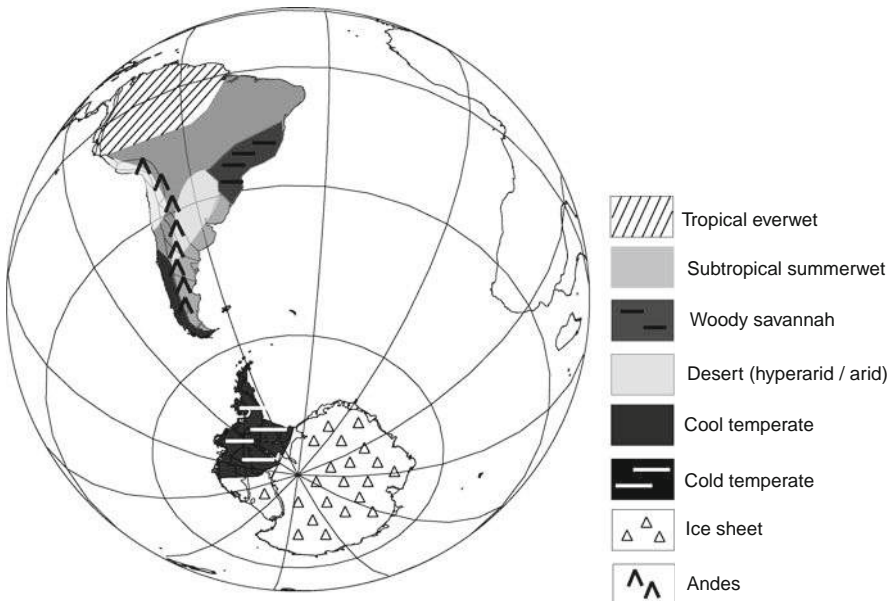 Tropical everwet
Subtropical summerwet
Woody savannah
Desert (hyperarid / arid)
Cool temperate
Cold temperate
Ice sheet
Andes